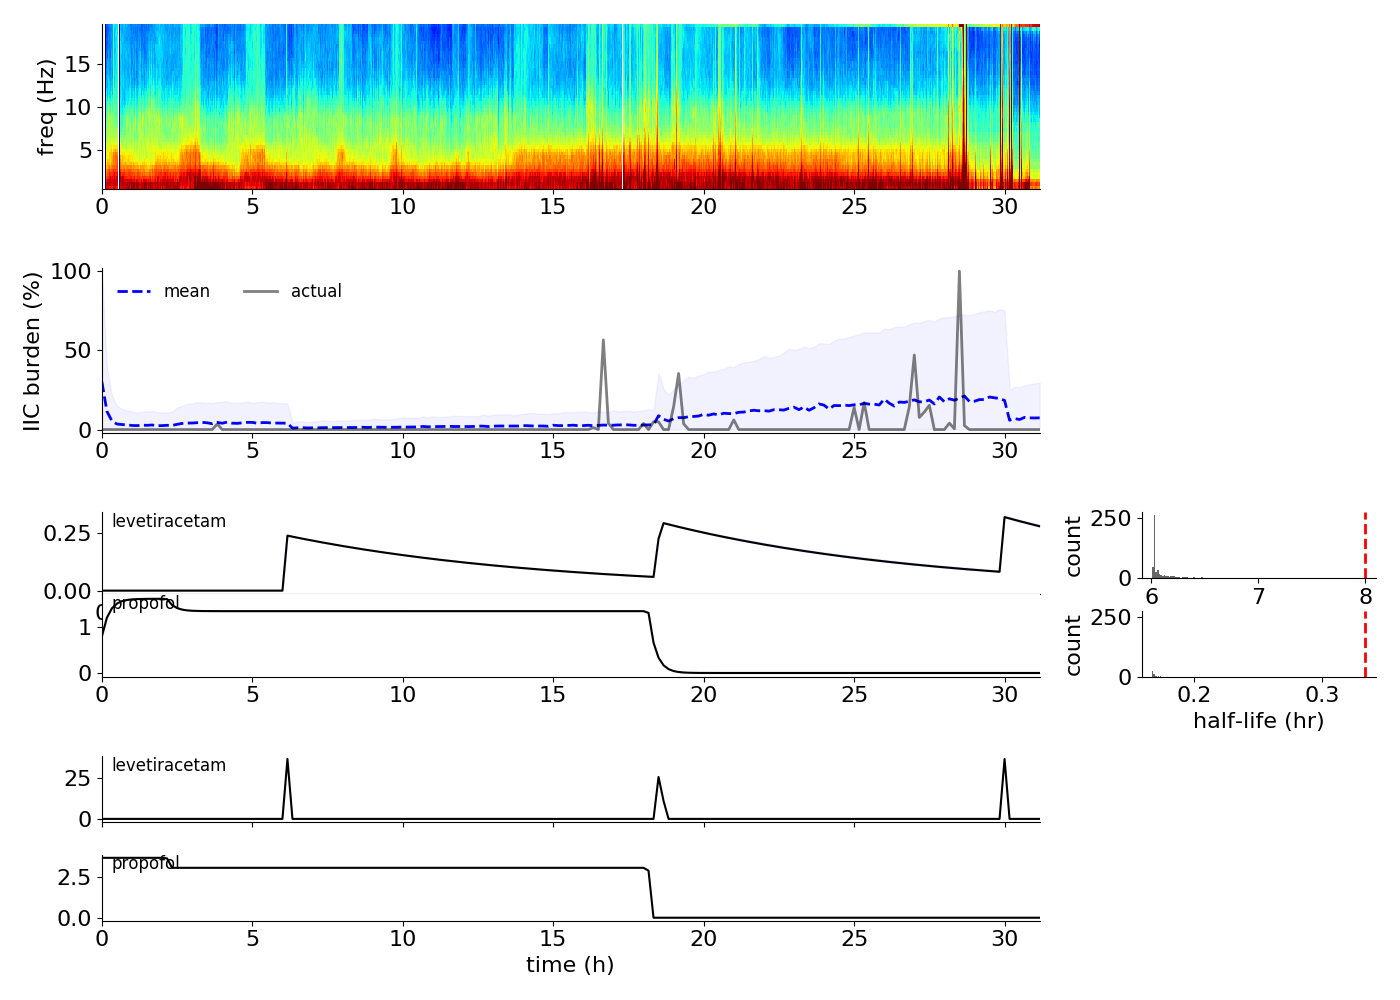 freq (Hz)
15
10
5
0 5 10 15 20 25 30
IIC burden (%)
100
50
0
mean actual
0 5 10 15 20 25 30
levetiracetam
0.25
0.00
0
propofol
1
0
0 5 10 15 20 25 30
count
250
0
6 7 8
count
250
0
0.2 0.3
half-life (hr)
levetiracetam
25
0
propofol
2.5
0.0
0 5 10 15 20 25 30
time (h)